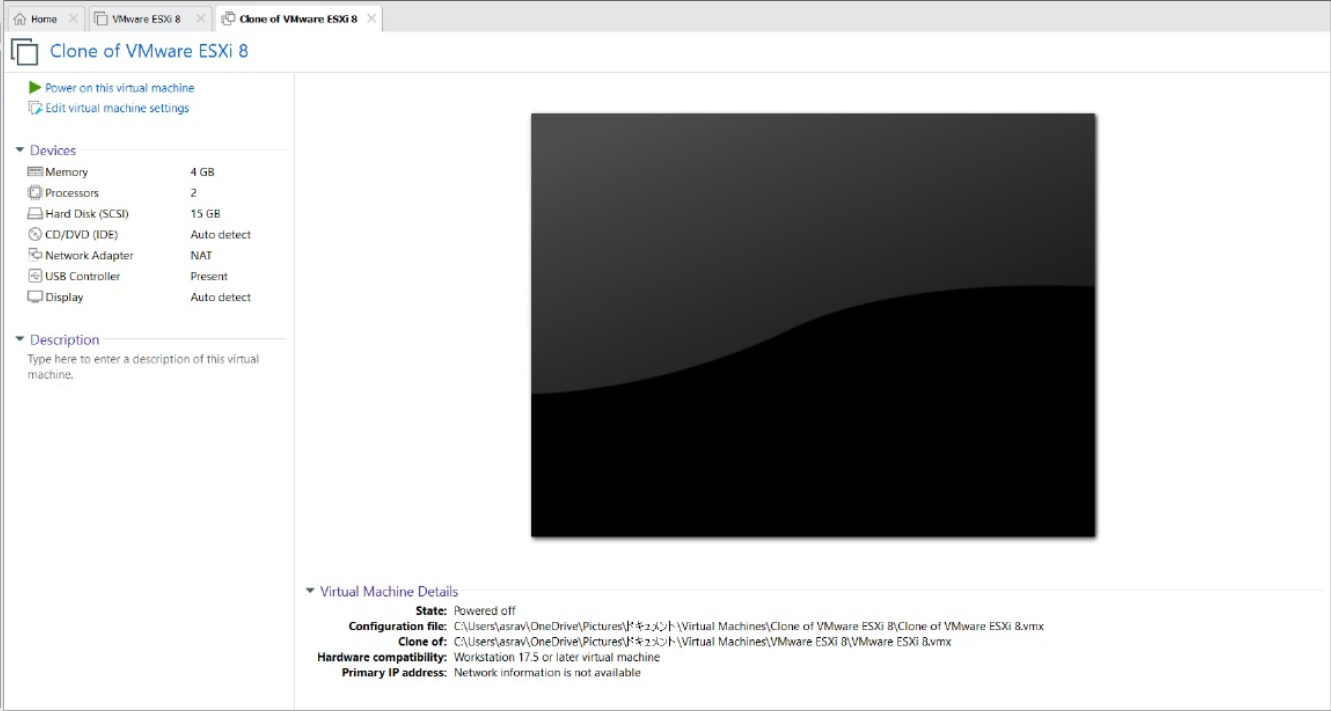 Home
VMware ESXi 8
Clone of VMware ESXi 8
Clone of VMware ESXi 8
Power on this virtual machine
Edit virtual machine settings
Devices
Memory 4 GB
Processors 2
Hard Disk (SCSI) 15 GB
CD/DVD (IDE) Auto detect
Network Adapter NAT
USB Controller Present
Display Auto detect
Description
Type here to enter a description of this virtual
machine.
Virtual Machine Details
State: Powered off
Configuration file: C:\Users\asrav\OneDrive\Pictures\ドキュメント\Virtual Machines\Clone of VMware ESXi 8\Clone of VMware ESXi 8.vmx
Clone of: C:\Users\asrav\OneDrive\Pictures\ドキュメント\Virtual Machines\VMware ESXi 8\VMware ESXi 8.vmx
Hardware compatibility: Workstation 17.5 or later virtual machine
Primary IP address: Network information is not available